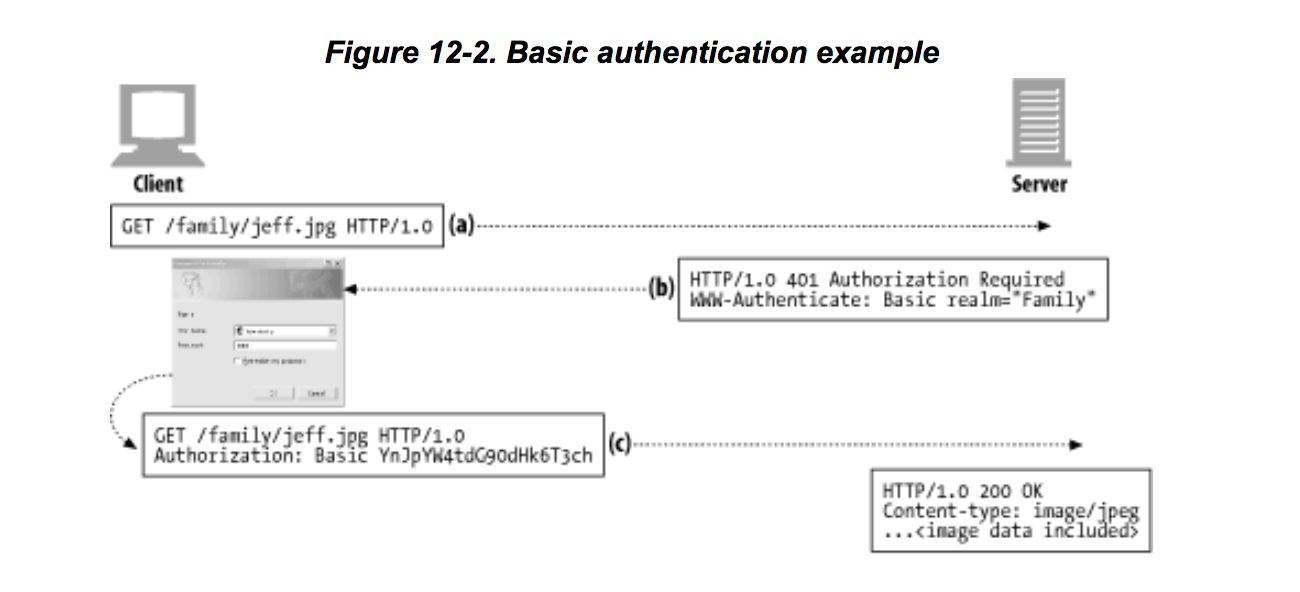 Figure 12-2. Basic authentication example
Client
Server
GET /family/jeff.jpg HTTP/1.0 (a)
(b) HTTP/1.0 401 Authorization Required
WWW-Authenticate: Basic realm="Family"
GET /family/jeff.jpg HTTP/1.0
Authorization: Basic YnJpYW4tdG90dHk6T3ch (c)
HTTP/1.0 200 OK
Content-type: image/jpeg
...<image data included>